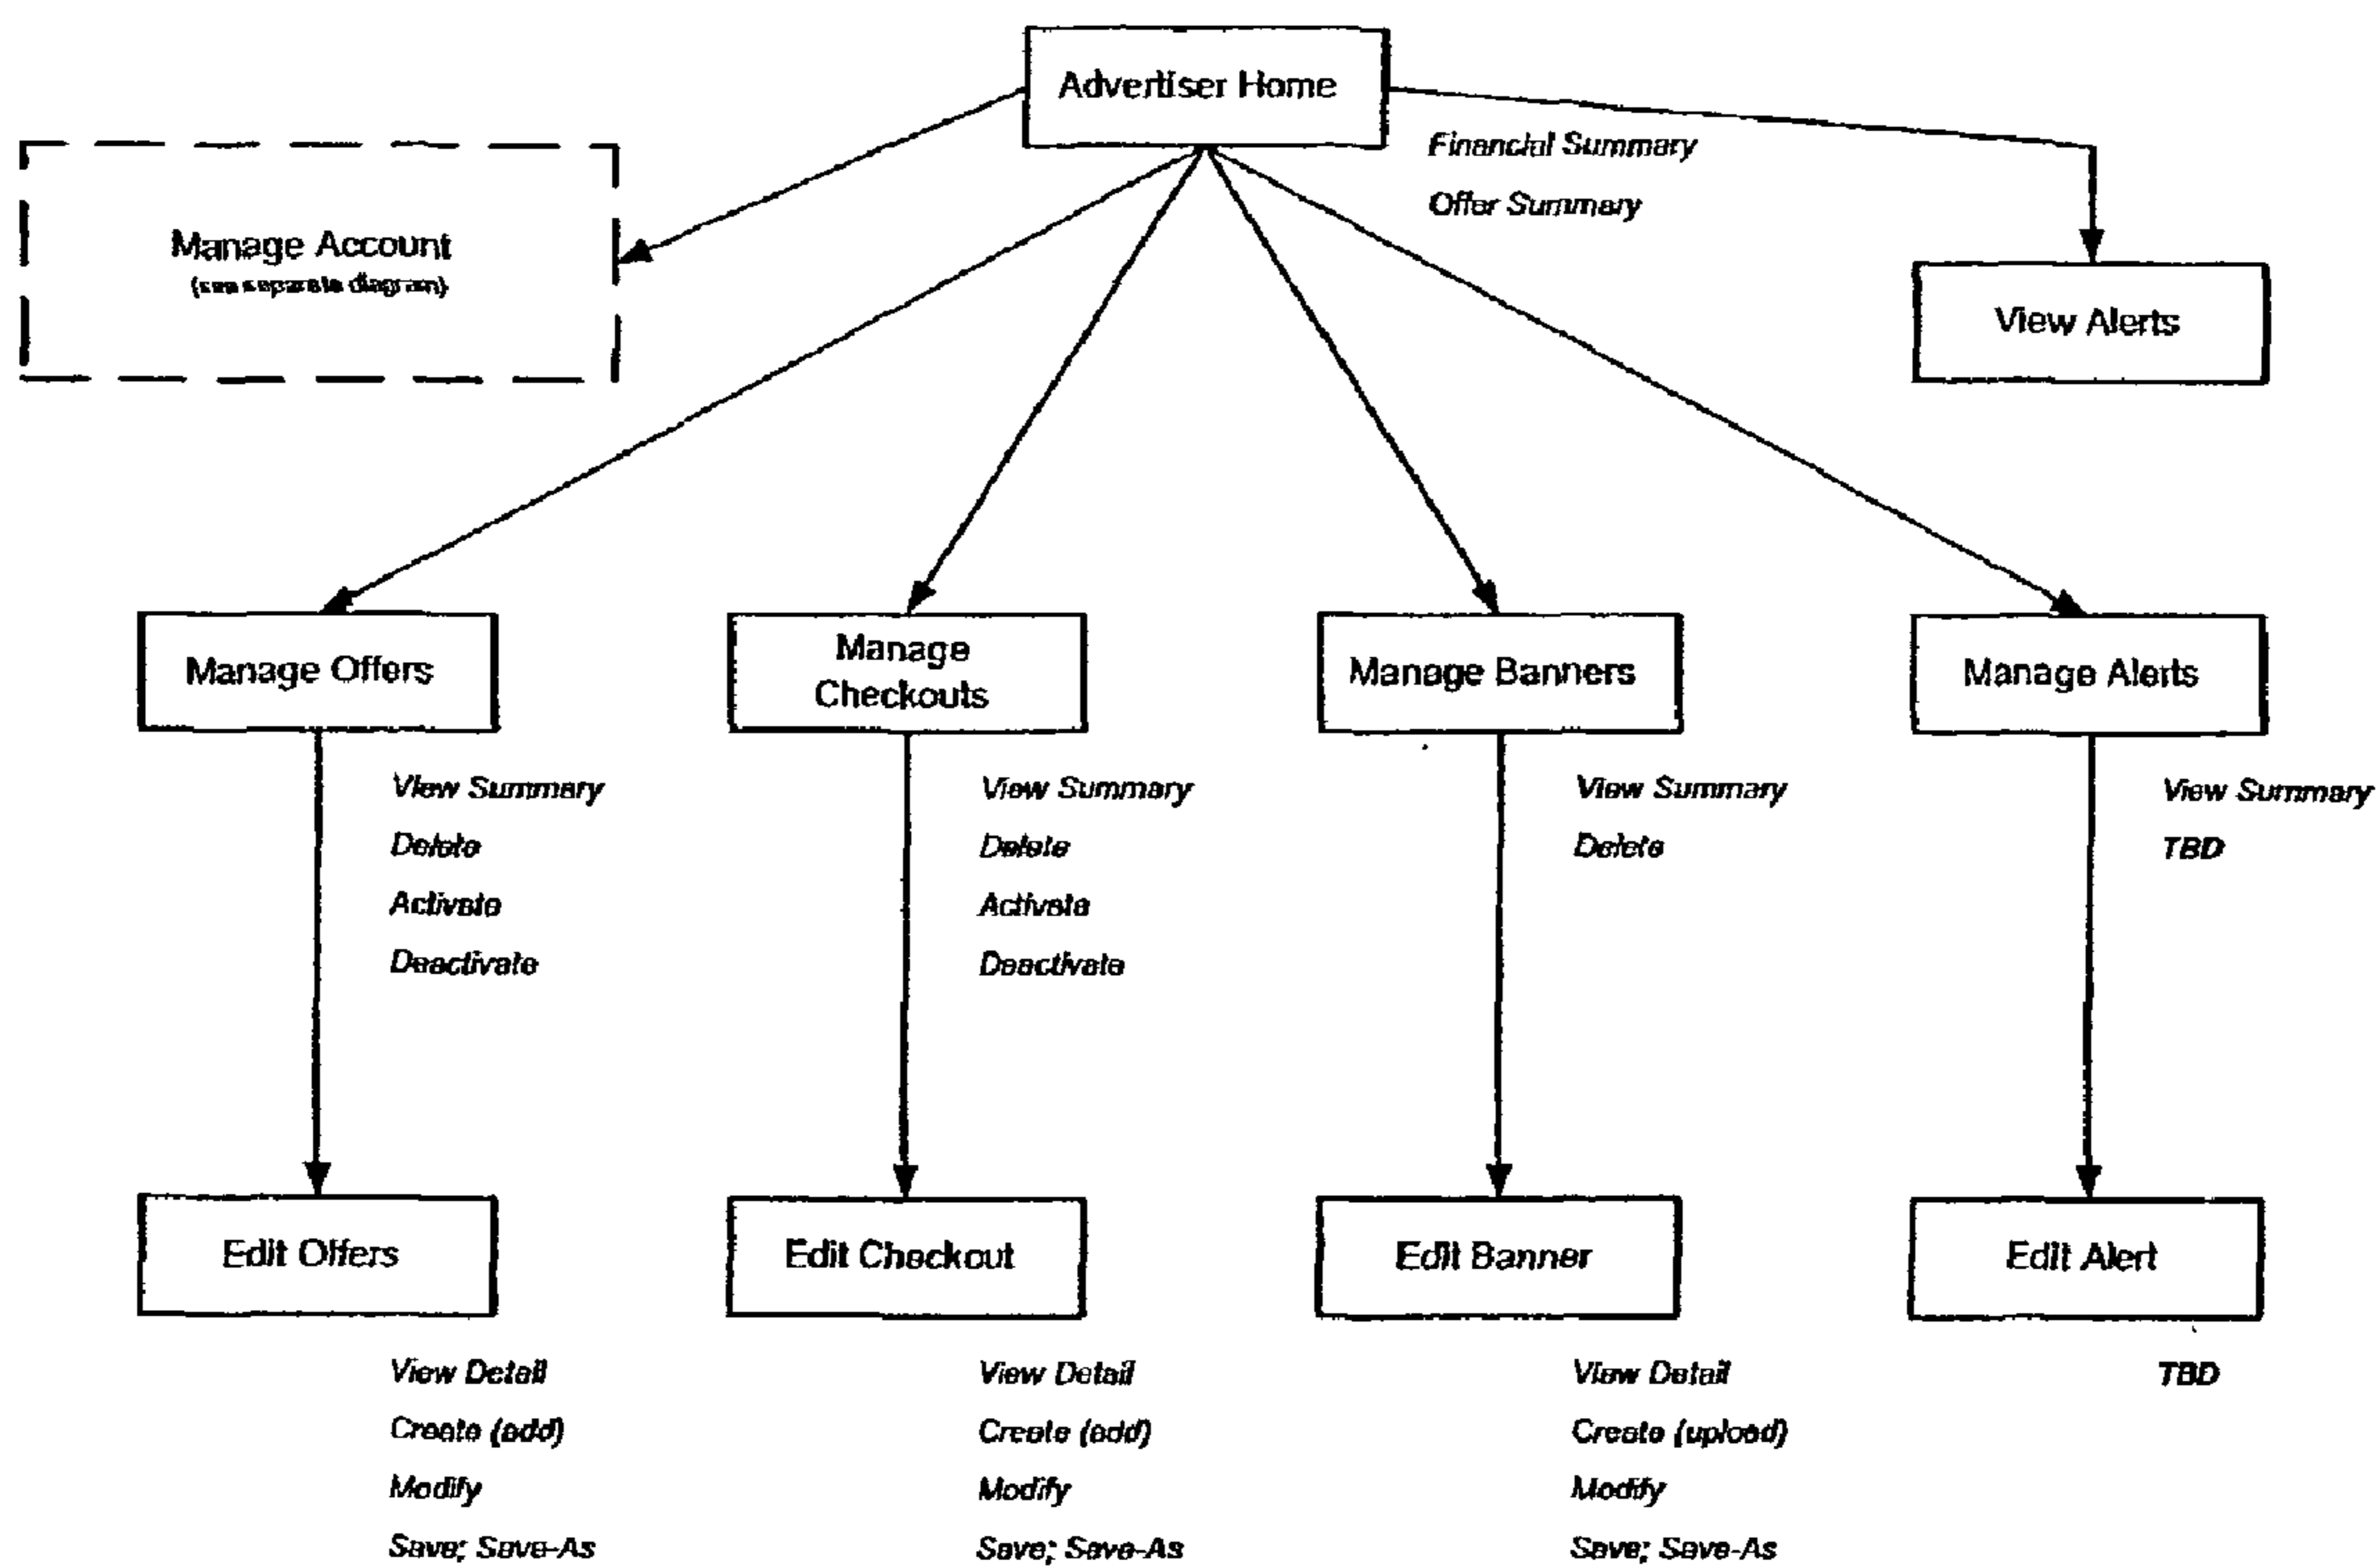 Advertiser Home
Financial Summary
Offer Summary
Manage Account
(see separate diagram)
View Alerts
Manage Offers
Manage
Checkouts
Manage Banners
Manage Alerts
View Summary
Delete
Activate
Deactivate
View Summary
Delete
Activate
Deactivate
View Summary
Delete
View Summary
TBD
Edit Offers
Edit Checkout
Edit Banner
Edit Alert
View Detail
Create (add)
Modify
Save; Save-As
View Detail
Create (add)
Modify
Save; Save-As
View Detail
Create (upload)
Modify
Save; Save-As
TBD